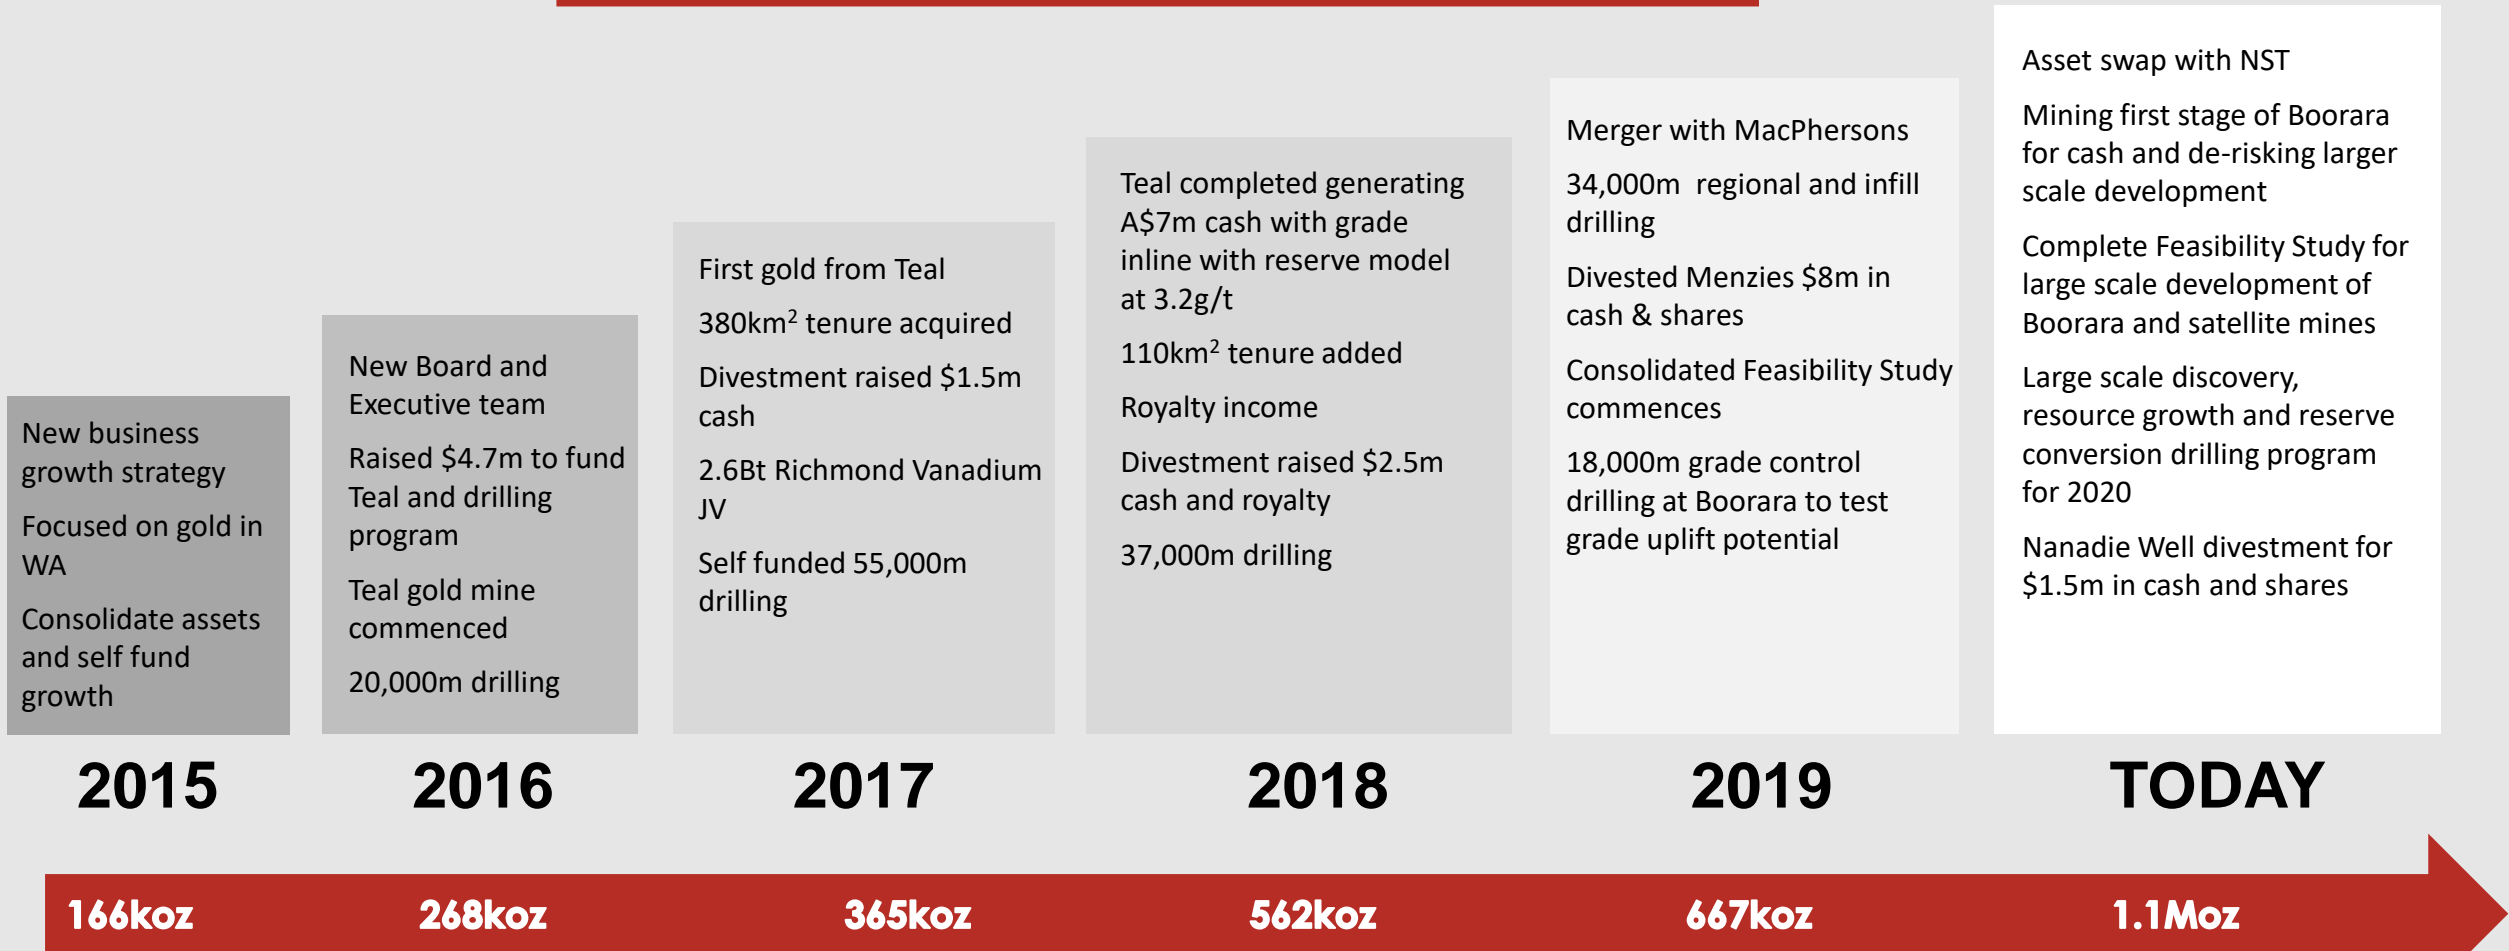 New business
growth strategy
Focused on gold in
WA
Consolidate assets
and self fund
growth
2015
166koz
New Board and
Executive team
Raised $4.7m to fund
Teal and drilling
program
Teal gold mine
commenced
20,000m drilling
2016
268koz
First gold from Teal
380km² tenure acquired
Divestment raised $1.5m
cash
2.6Bt Richmond Vanadium
JV
Self funded 55,000m
drilling
2017
365koz
Teal completed generating
A$7m cash with grade
inline with reserve model
at 3.2g/t
110km² tenure added
Royalty income
Divestment raised $2.5m
cash and royalty
37,000m drilling
2018
562koz
Merger with MacPhersons
34,000m  regional and infill
drilling
Divested Menzies $8m in
cash & shares
Consolidated Feasibility Study
commences
18,000m grade control
drilling at Boorara to test
grade uplift potential
2019
667koz
Asset swap with NST
Mining first stage of Boorara
for cash and de-risking larger
scale development
Complete Feasibility Study for
large scale development of
Boorara and satellite mines
Large scale discovery,
resource growth and reserve
conversion drilling program
for 2020
Nanadie Well divestment for
$1.5m in cash and shares
TODAY
1.1Moz